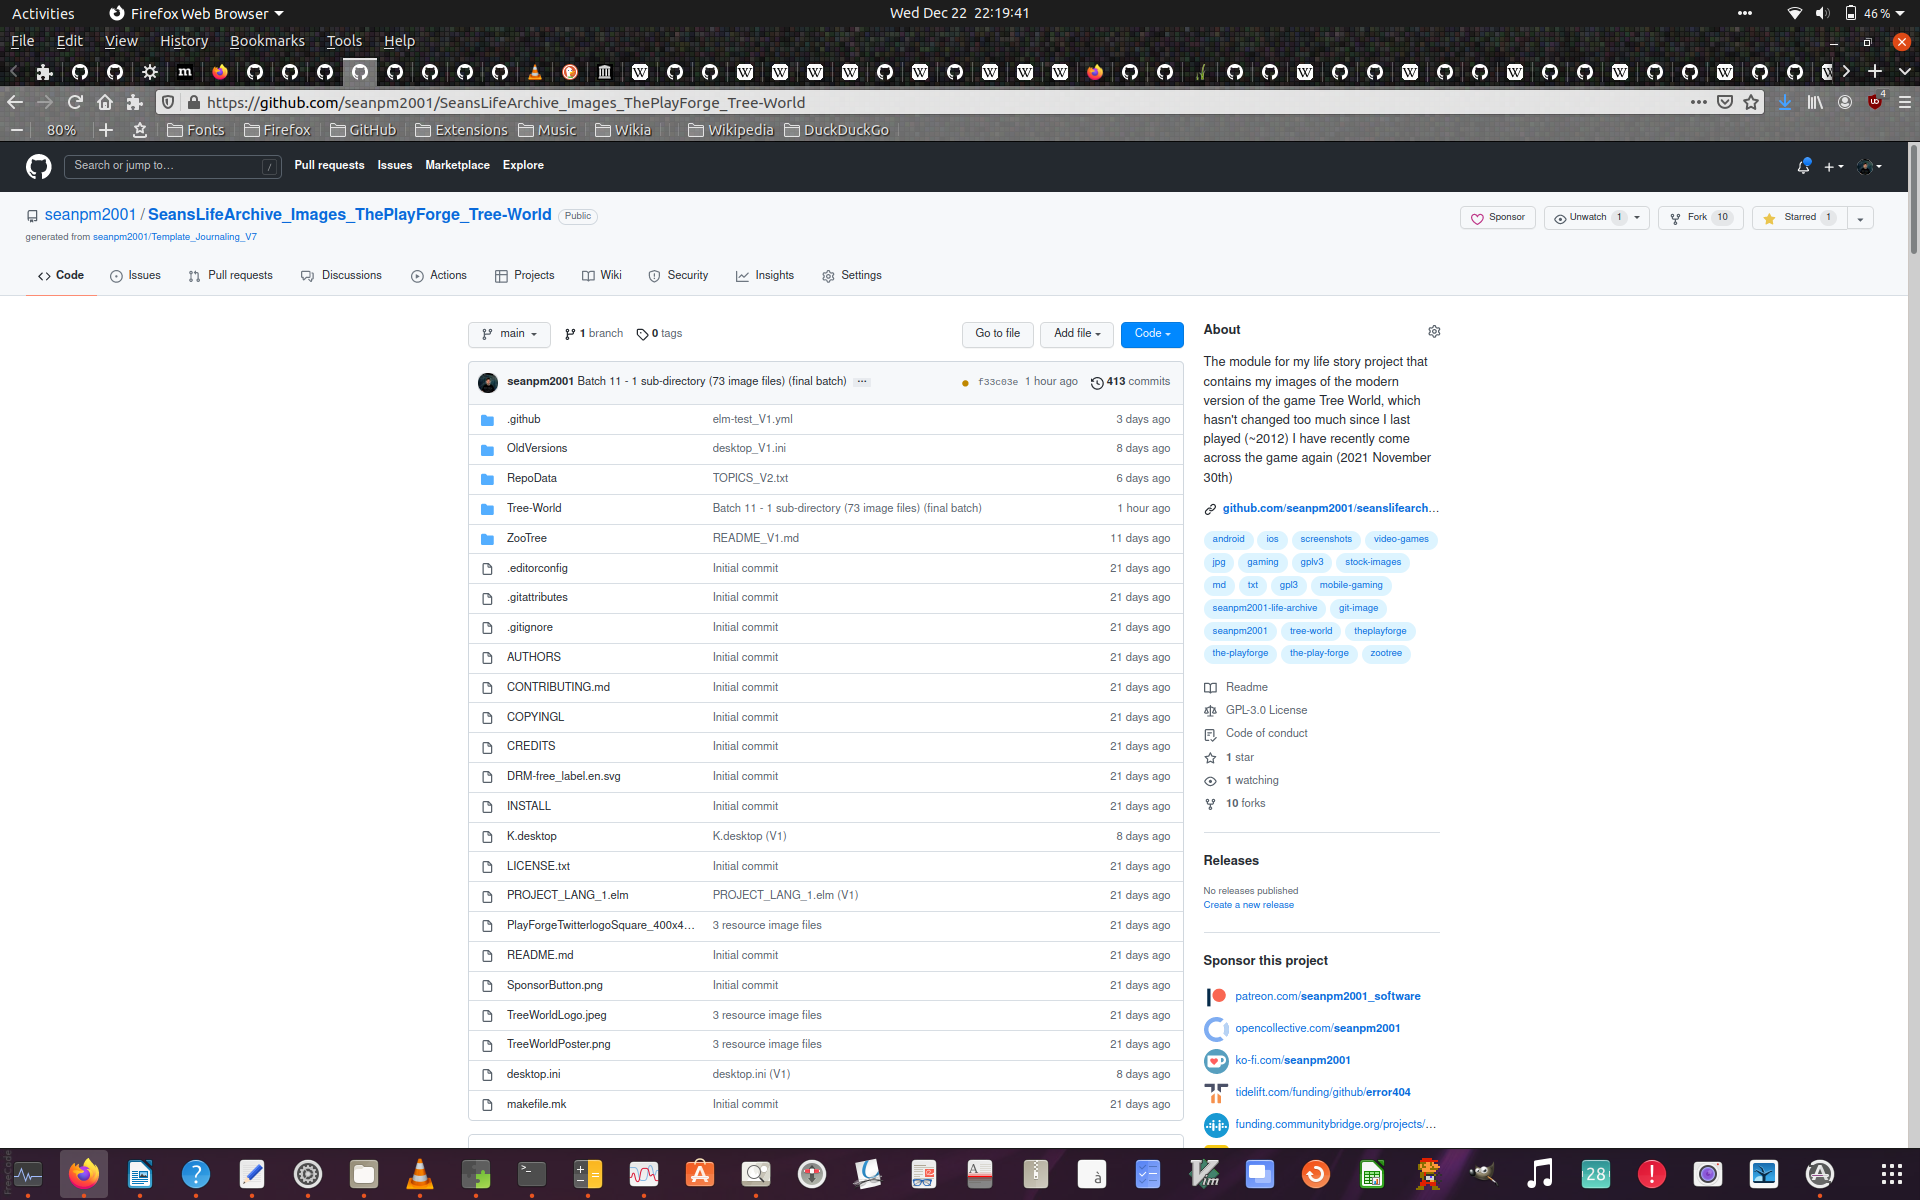 Activities Firefox Web Browser Wed Dec 22 22:19:41 46 %
File Edit View History Bookmarks Tools Help
https://github.com/seanpm2001/SeansLifeArchive_Images_ThePlayForge_Tree-World 4
80% Fonts Firefox GitHub Extensions Music Wikia Wikipedia DuckDuckGo
Search or jump to… / Pull requests Issues Marketplace Explore
seanpm2001 / SeansLifeArchive_Images_ThePlayForge_Tree-World Public
Sponsor Unwatch 1 Fork 10 Starred 1
generated from seanpm2001/Template_Journaling_V7
Code Issues Pull requests Discussions Actions Projects Wiki Security Insights Settings
main 1 branch 0 tags Go to file Add file Code
seanpm2001 Batch 11 - 1 sub-directory (73 image files) (final batch) ... f33c03e 1 hour ago 413 commits
.github elm-test_V1.yml 3 days ago
OldVersions desktop_V1.ini 8 days ago
RepoData TOPICS_V2.txt 6 days ago
Tree-World Batch 11 - 1 sub-directory (73 image files) (final batch) 1 hour ago
ZooTree README_V1.md 11 days ago
.editorconfig Initial commit 21 days ago
.gitattributes Initial commit 21 days ago
.gitignore Initial commit 21 days ago
AUTHORS Initial commit 21 days ago
CONTRIBUTING.md Initial commit 21 days ago
COPYINGL Initial commit 21 days ago
CREDITS Initial commit 21 days ago
DRM-free_label.en.svg Initial commit 21 days ago
INSTALL Initial commit 21 days ago
K.desktop K.desktop (V1) 8 days ago
LICENSE.txt Initial commit 21 days ago
PROJECT_LANG_1.elm PROJECT_LANG_1.elm (V1) 21 days ago
PlayForgeTwitterlogoSquare_400x4… 3 resource image files 21 days ago
README.md Initial commit 21 days ago
SponsorButton.png Initial commit 21 days ago
TreeWorldLogo.jpeg 3 resource image files 21 days ago
TreeWorldPoster.png 3 resource image files 21 days ago
desktop.ini desktop.ini (V1) 8 days ago
makefile.mk Initial commit 21 days ago
About
The module for my life story project that
contains my images of the modern
version of the game Tree World, which
hasn't changed too much since I last
played (~2012) I have recently come
across the game again (2021 November
30th)
github.com/seanpm2001/seanslifearch…
android ios screenshots video-games
jpg gaming gplv3 stock-images
md txt gpl3 mobile-gaming
seanpm2001-life-archive git-image
seanpm2001 tree-world theplayforge
the-playforge the-play-forge zootree
Readme
GPL-3.0 License
Code of conduct
1 star
1 watching
10 forks
Releases
No releases published
Create a new release
Sponsor this project
patreon.com/seanpm2001_software
opencollective.com/seanpm2001
ko-fi.com/seanpm2001
tidelift.com/funding/github/error404
funding.communitybridge.org/projects/…
28